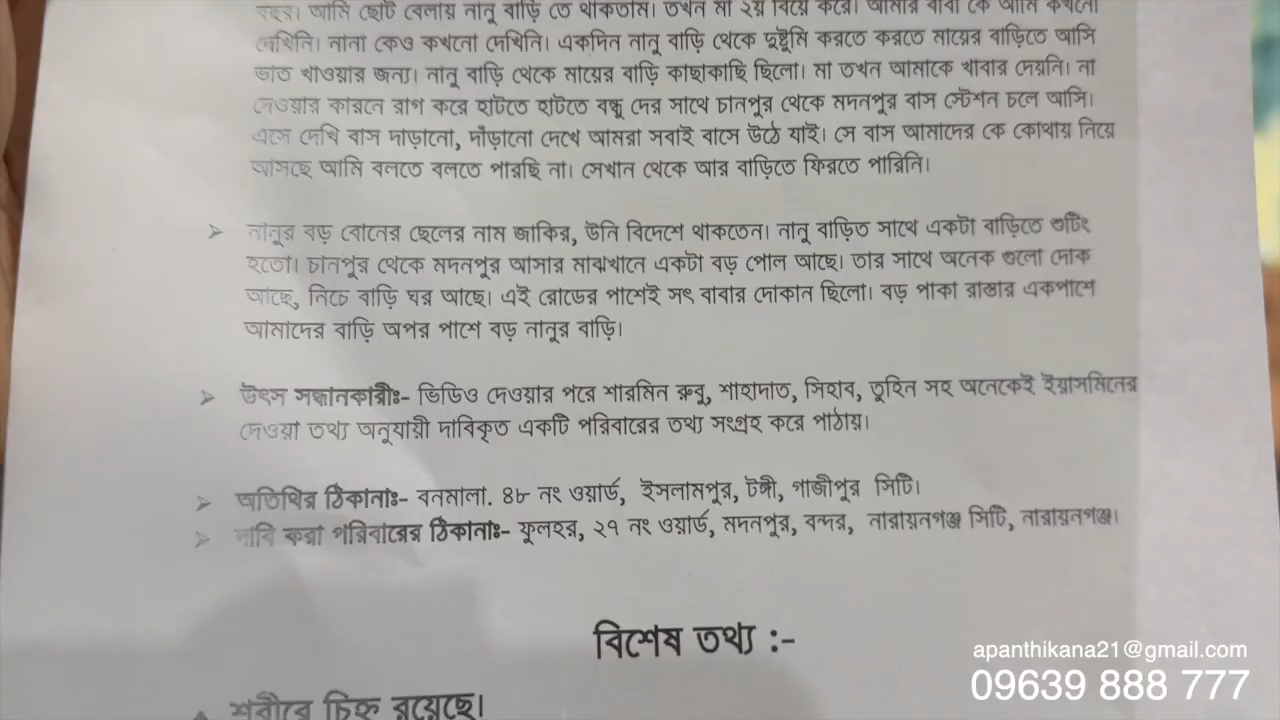 বছর। আমি ছোট বেলায় নানু বাড়ি তে থাকতাম। তখন মা ২য় বিয়ে করে। আমার বাবা কে আমি কখনো
দেখিনি। নানা কেও কখনো দেখিনি। একদিন নানু বাড়ি থেকে দুষ্টুমি করতে করতে মায়ের বাড়িতে আসি
ভাত খাওয়ার জন্য। নানু বাড়ি থেকে মায়ের বাড়ি কাছাকাছি ছিলো। মা তখন আমাকে খাবার দেয়নি। না
দেওয়ার কারনে রাগ করে হাটতে হাটতে বন্ধু দের সাথে চানপুর থেকে মদনপুর বাস স্টেশন চলে আসি।
এসে দেখি বাস দাড়ানো, দাঁড়ানো দেখে আমরা সবাই বাসে উঠে যাই। সে বাস আমাদের কে কোথায় নিয়ে
আসছে আমি বলতে বলতে পারছি না। সেখান থেকে আর বাড়িতে ফিরতে পারিনি।
➢ নানুর বড় বোনের ছেলের নাম জাকির, উনি বিদেশে থাকতেন। নানু বাড়িত সাথে একটা বাড়িতে শুটিং
হতো। চানপুর থেকে মদনপুর আসার মাঝখানে একটা বড় পোল আছে। তার সাথে অনেক গুলো দোক
আছে, নিচে বাড়ি ঘর আছে। এই রোডের পাশেই সৎ বাবার দোকান ছিলো। বড় পাকা রাস্তার একপাশে
আমাদের বাড়ি অপর পাশে বড় নানুর বাড়ি।
➢ উৎস সন্ধানকারীঃ- ভিডিও দেওয়ার পরে শারমিন রুবু, শাহাদাত, সিহাব, তুহিন সহ অনেকেই ইয়াসমিনের
দেওয়া তথ্য অনুযায়ী দাবিকৃত একটি পরিবারের তথ্য সংগ্রহ করে পাঠায়।
➢ অতিথির ঠিকানাঃ- বনমালা. ৪৮ নং ওয়ার্ড, ইসলামপুর, টঙ্গী, গাজীপুর সিটি।
➢ দাবি করা পরিবারের ঠিকানাঃ- ফুলহর, ২৭ নং ওয়ার্ড, মদনপুর, বন্দর, নারায়নগঞ্জ সিটি, নারায়নগঞ্জ।
বিশেষ তথ্য :-
শরীরে চিহ্ন রয়েছে।
apanthikana21@gmail.com
09639 888 777